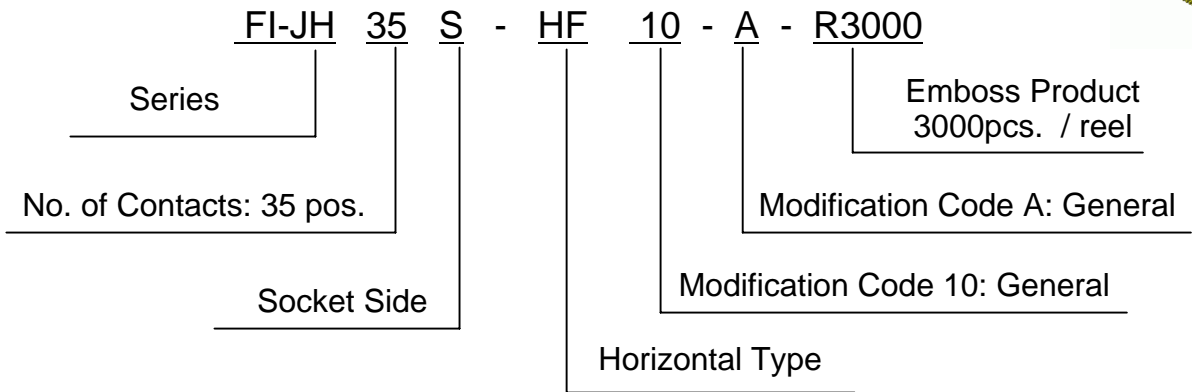 FI-JH 35 S - HF 10 - A - R3000
Series
Emboss Product
3000pcs. / reel
No. of Contacts: 35 pos.
Modification Code A: General
Socket Side
Modification Code 10: General
Horizontal Type